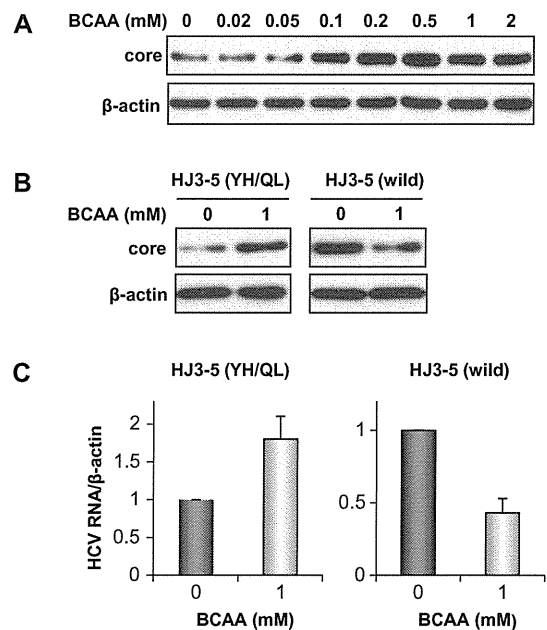 A
BCAA (mM) 0 0.02 0.05 0.1 0.2 0.5 1 2
core
β-actin
B
HJ3-5 (YH/QL) HJ3-5 (wild)
BCAA (mM) 0 1 0 1
core
β-actin
C
HJ3-5 (YH/QL) HJ3-5 (wild)
HCV RNA/β-actin
2
1.5
1
0.5
0
0 1
BCAA (mM)
1
0.5
0
0 1
BCAA (mM)